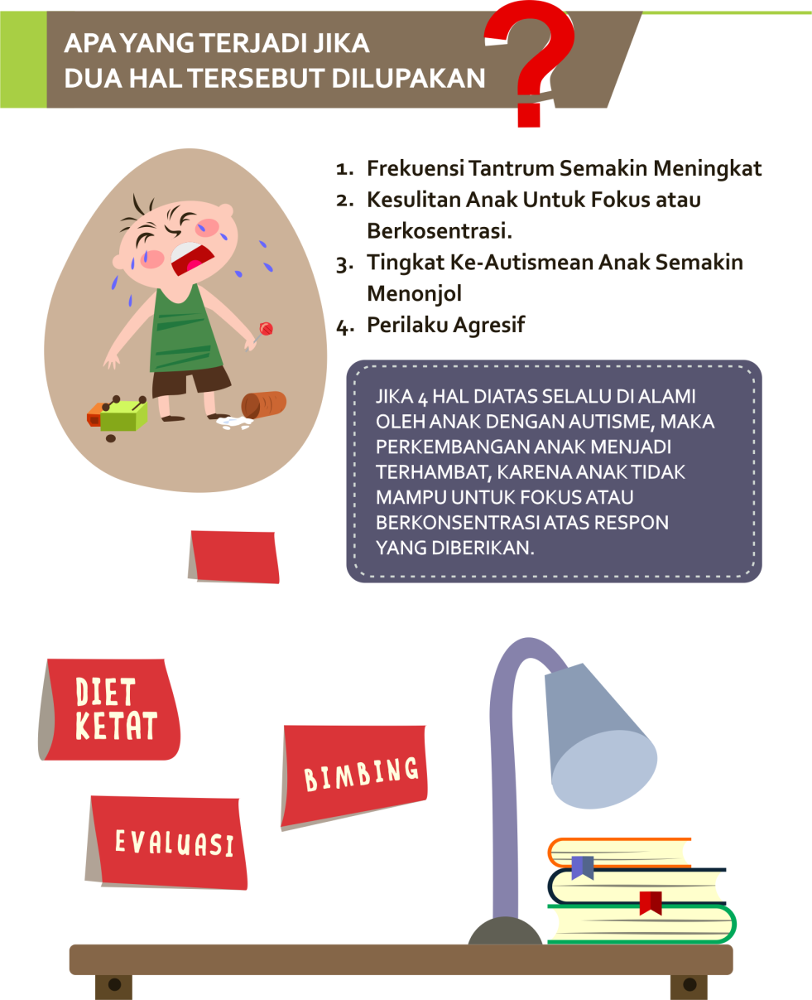 APA YANG TERJADI JIKA
DUA HAL TERSEBUT DILUPAKAN ?
1. Frekuensi Tantrum Semakin Meningkat
2. Kesulitan Anak Untuk Fokus atau
Berkosentrasi.
3. Tingkat Ke-Autismean Anak Semakin
Menonjol
4. Perilaku Agresif
JIKA 4 HAL DIATAS SELALU DI ALAMI
OLEH ANAK DENGAN AUTISME, MAKA
PERKEMBANGAN ANAK MENJADI
TERHAMBAT, KARENA ANAK TIDAK
MAMPU UNTUK FOKUS ATAU
BERKONSENTRASI ATAS RESPON
YANG DIBERIKAN.
DIET
KETAT
BIMBING
EVALUASI